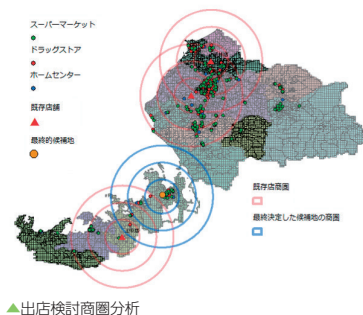 スーパーマーケット
ドラッグストア
ホームセンター
既存店舗
最終的候補地
既存店商圏
最終決定した候補地の商圏
▲出店検討商圏分析